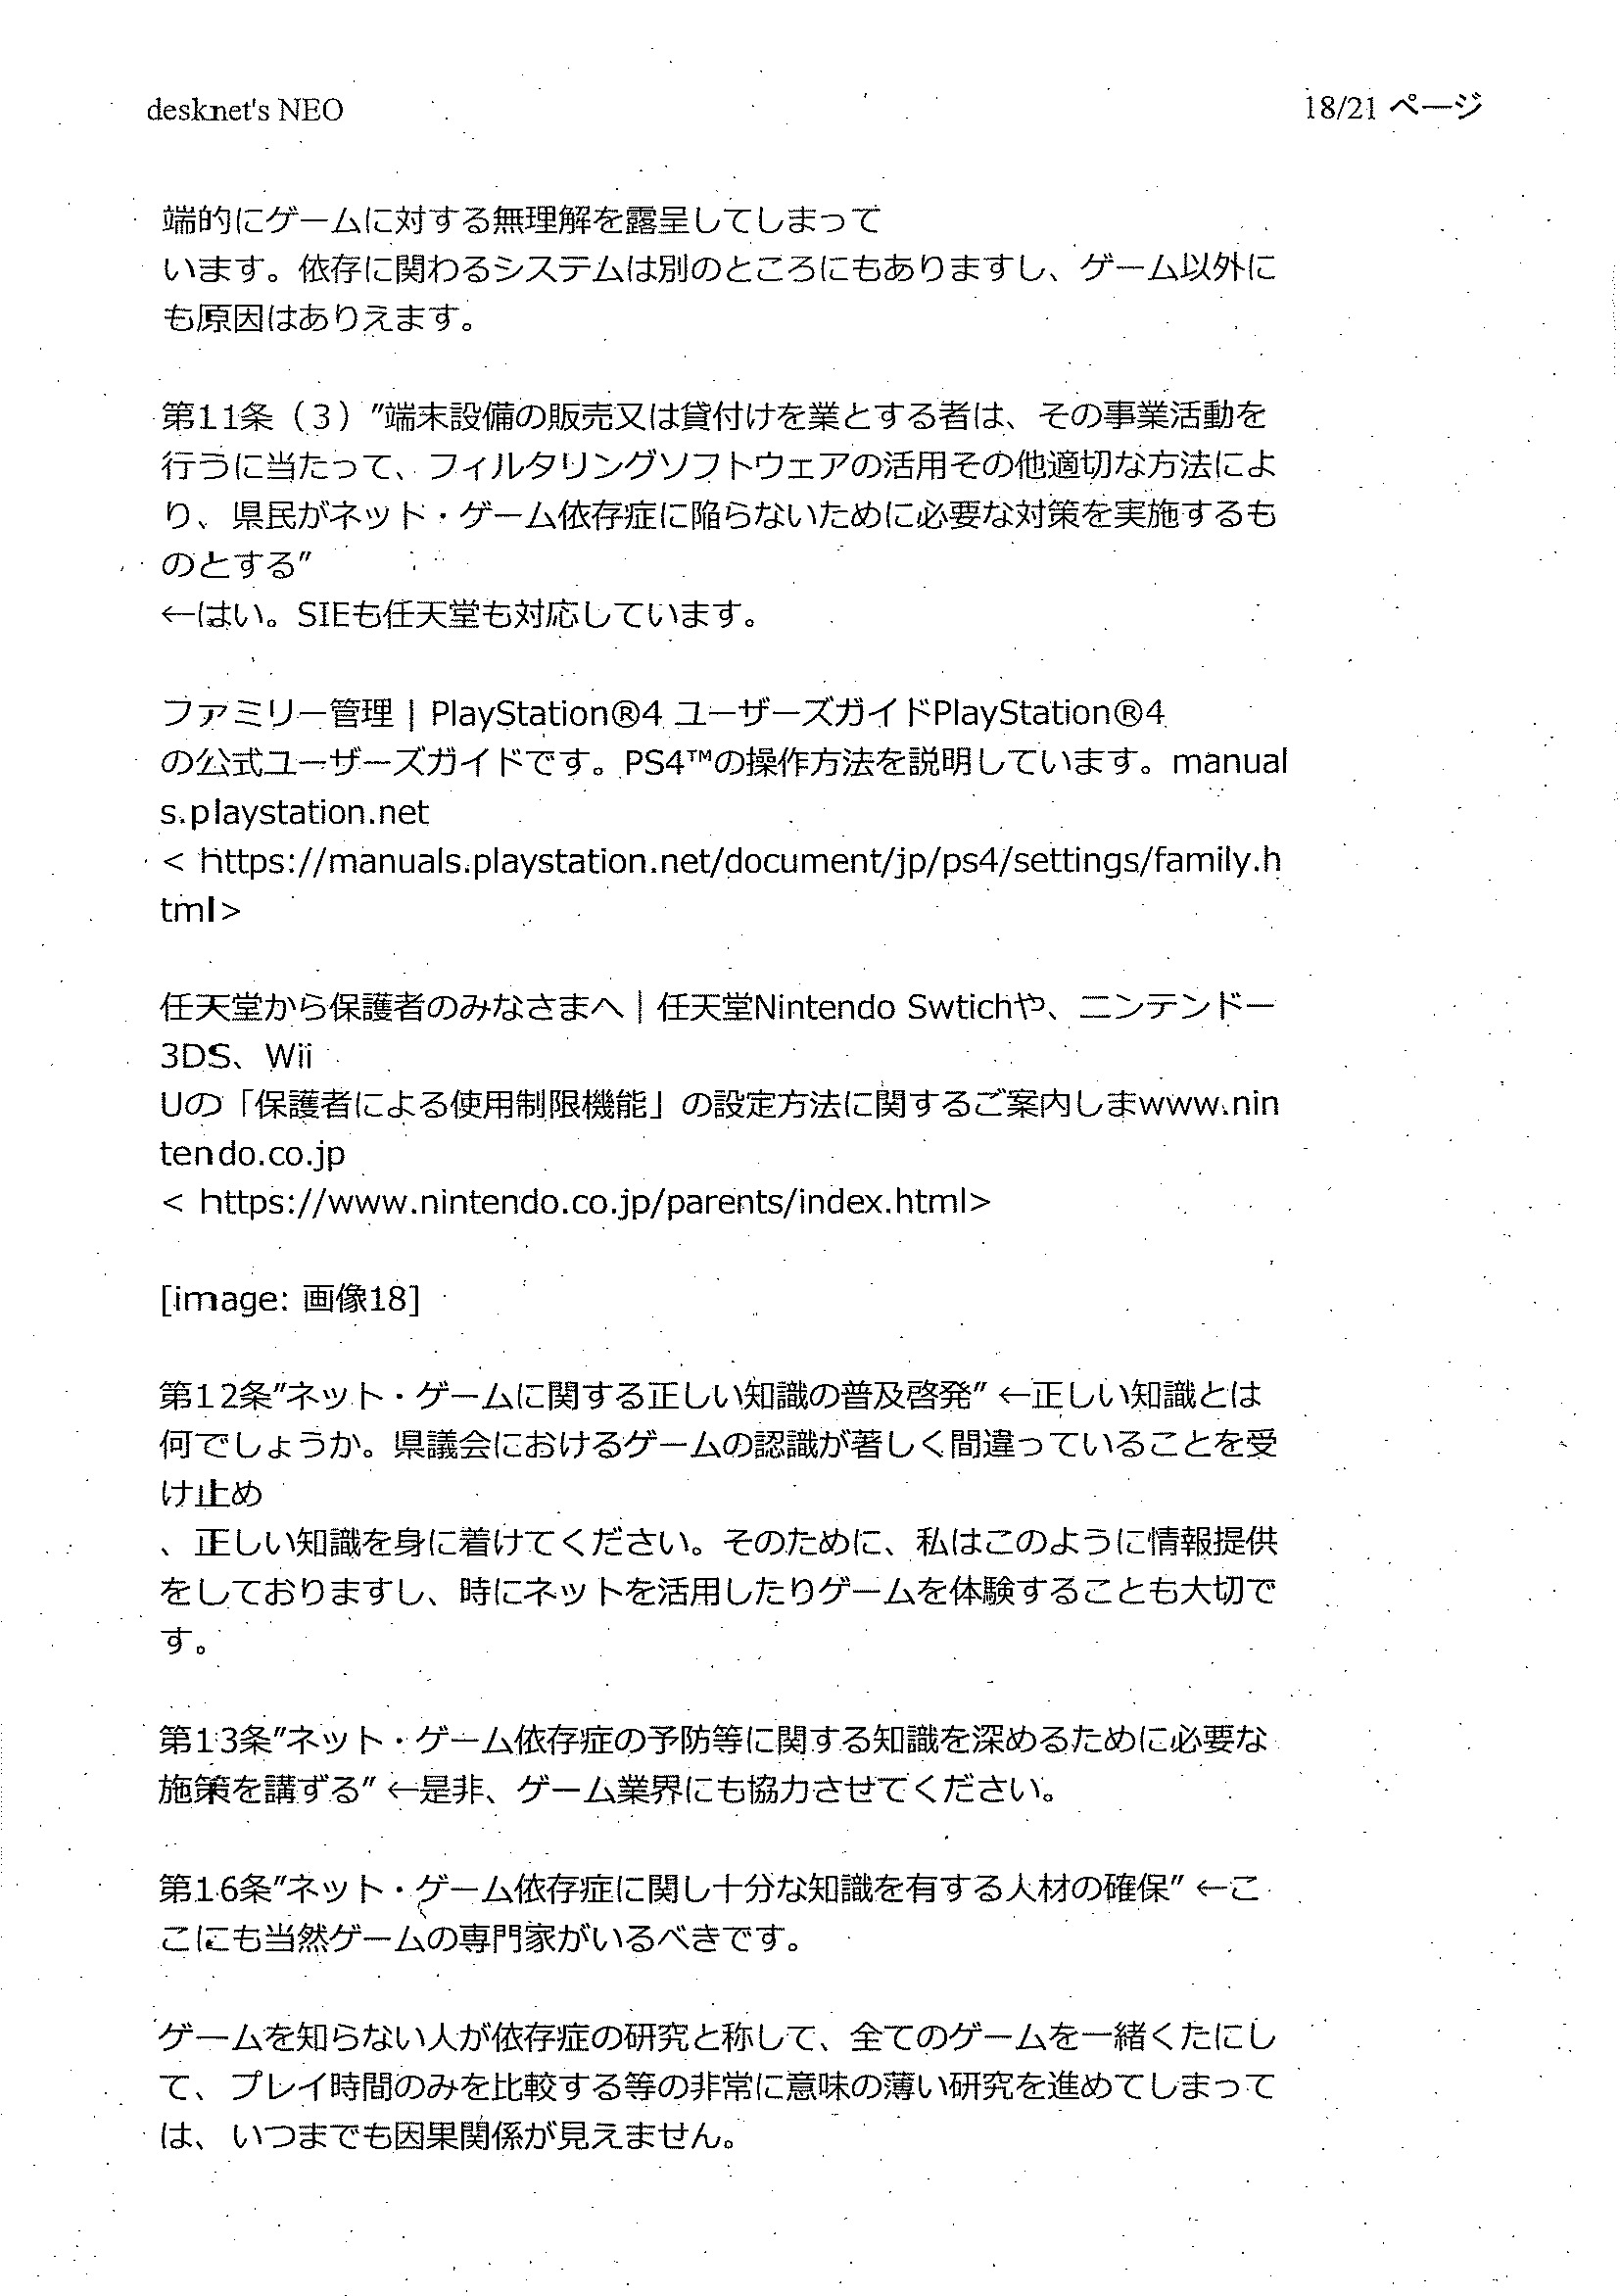 desknet's NEO
18/21 ページ
端的にゲームに対する無理解を露呈してしまって
います。依存に関わるシステムは別のところにもありますし、ゲーム以外に
も原因はありえます。
第11条（3）"端末設備の販売又は貸付けを業とする者は、その事業活動を
行うに当たって、フィルタリングソフトウェアの活用その他適切な方法によ
り、県民がネット・ゲーム依存症に陥らないために必要な対策を実施するも
のとする"
←はい。SIEも任天堂も対応しています。
ファミリー管理 | PlayStation®4 ユーザーズガイドPlayStation®4
の公式ユーザーズガイドです。PS4™の操作方法を説明しています。manual
s.playstation.net
< https://manuals.playstation.net/document/jp/ps4/settings/family.h
tml>
任天堂から保護者のみなさまへ｜任天堂Nintendo Swtichや、ニンテンドー
3DS、Wii
Uの「保護者による使用制限機能」の設定方法に関するご案内しまwww.nin
tendo.co.jp
< https://www.nintendo.co.jp/parents/index.html>
[image: 画像18]
第12条"ネット・ゲームに関する正しい知識の普及啓発" ←正しい知識とは
何でしょうか。県議会におけるゲームの認識が著しく間違っていることを受
け止め
、正しい知識を身に着けてください。そのために、私はこのように情報提供
をしておりますし、時にネットを活用したりゲームを体験することも大切で
す。
第13条"ネット・ゲーム依存症の予防等に関する知識を深めるために必要な
施策を講ずる" ←是非、ゲーム業界にも協力させてください。
第16条"ネット・ゲーム依存症に関し十分な知識を有する人材の確保" ←こ
こにも当然ゲームの専門家がいるべきです。
ゲームを知らない人が依存症の研究と称して、全てのゲームを一緒くたにし
て、プレイ時間のみを比較する等の非常に意味の薄い研究を進めてしまって
は、いつまでも因果関係が見えません。